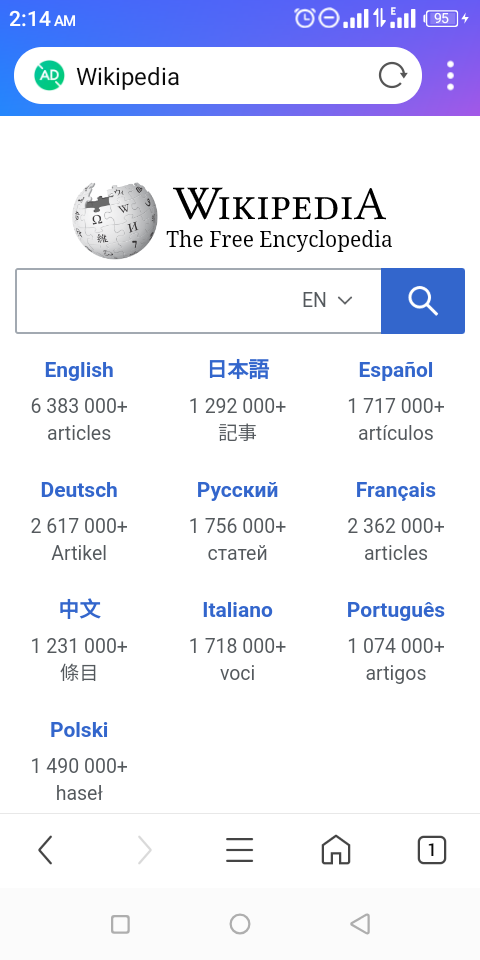 2:14 AM
E
95
AD Wikipedia
Ω W И 維 7
WIKIPEDIA
The Free Encyclopedia
EN
English 日本語 Español
6 383 000+ 1 292 000+ 1 717 000+
articles 記事 artículos
Deutsch Русский Français
2 617 000+ 1 756 000+ 2 362 000+
Artikel статей articles
中文 Italiano Português
1 231 000+ 1 718 000+ 1 074 000+
條目 voci artigos
Polski
1 490 000+
haseł
1